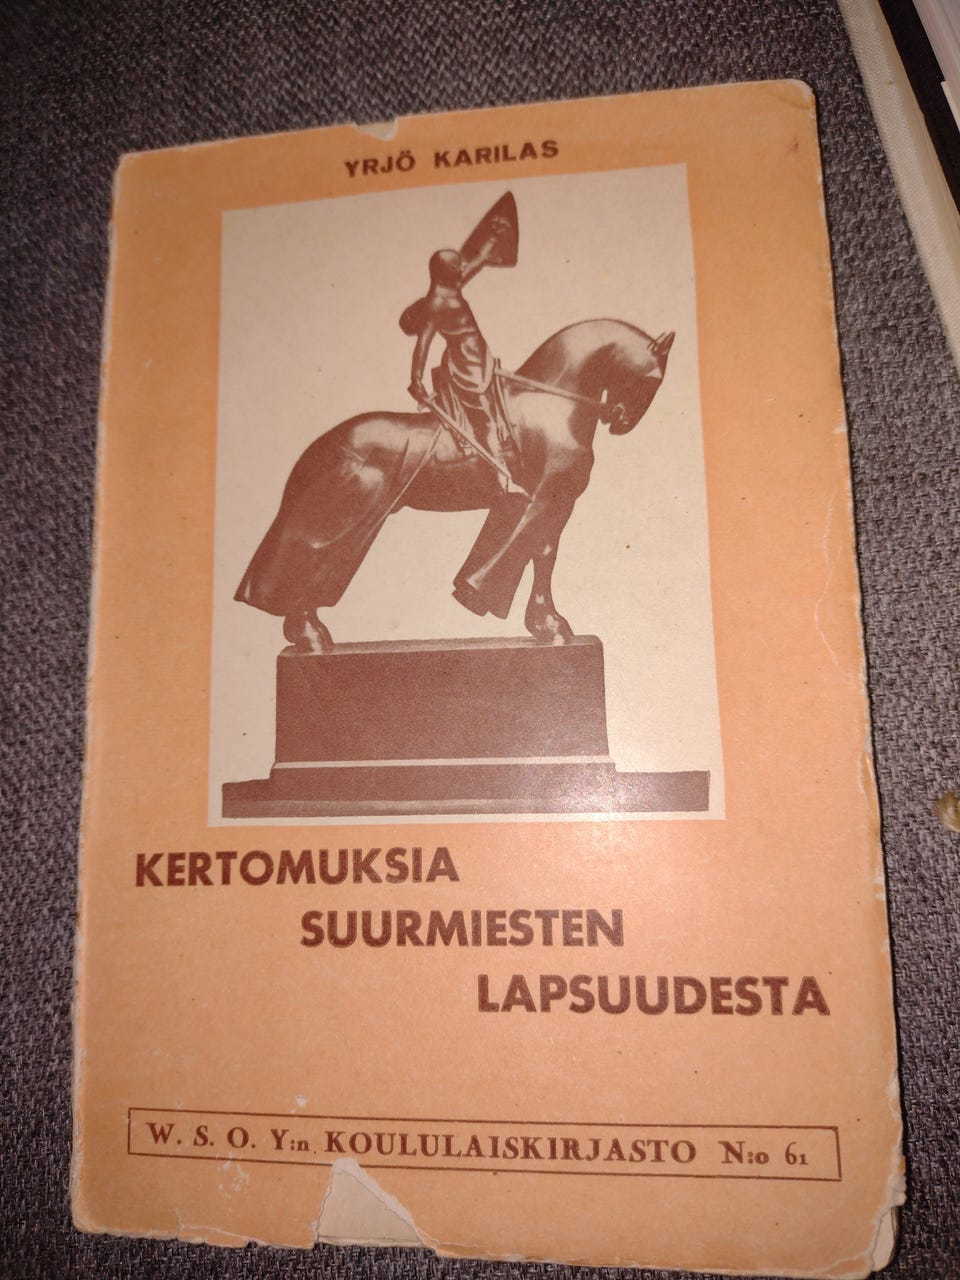 YRJÖ KARILAS
KERTOMUKSIA
SUURMIESTEN
LAPSUUDESTA
W. S. O. Y:n KOULULAISKIRJASTO N:o 61